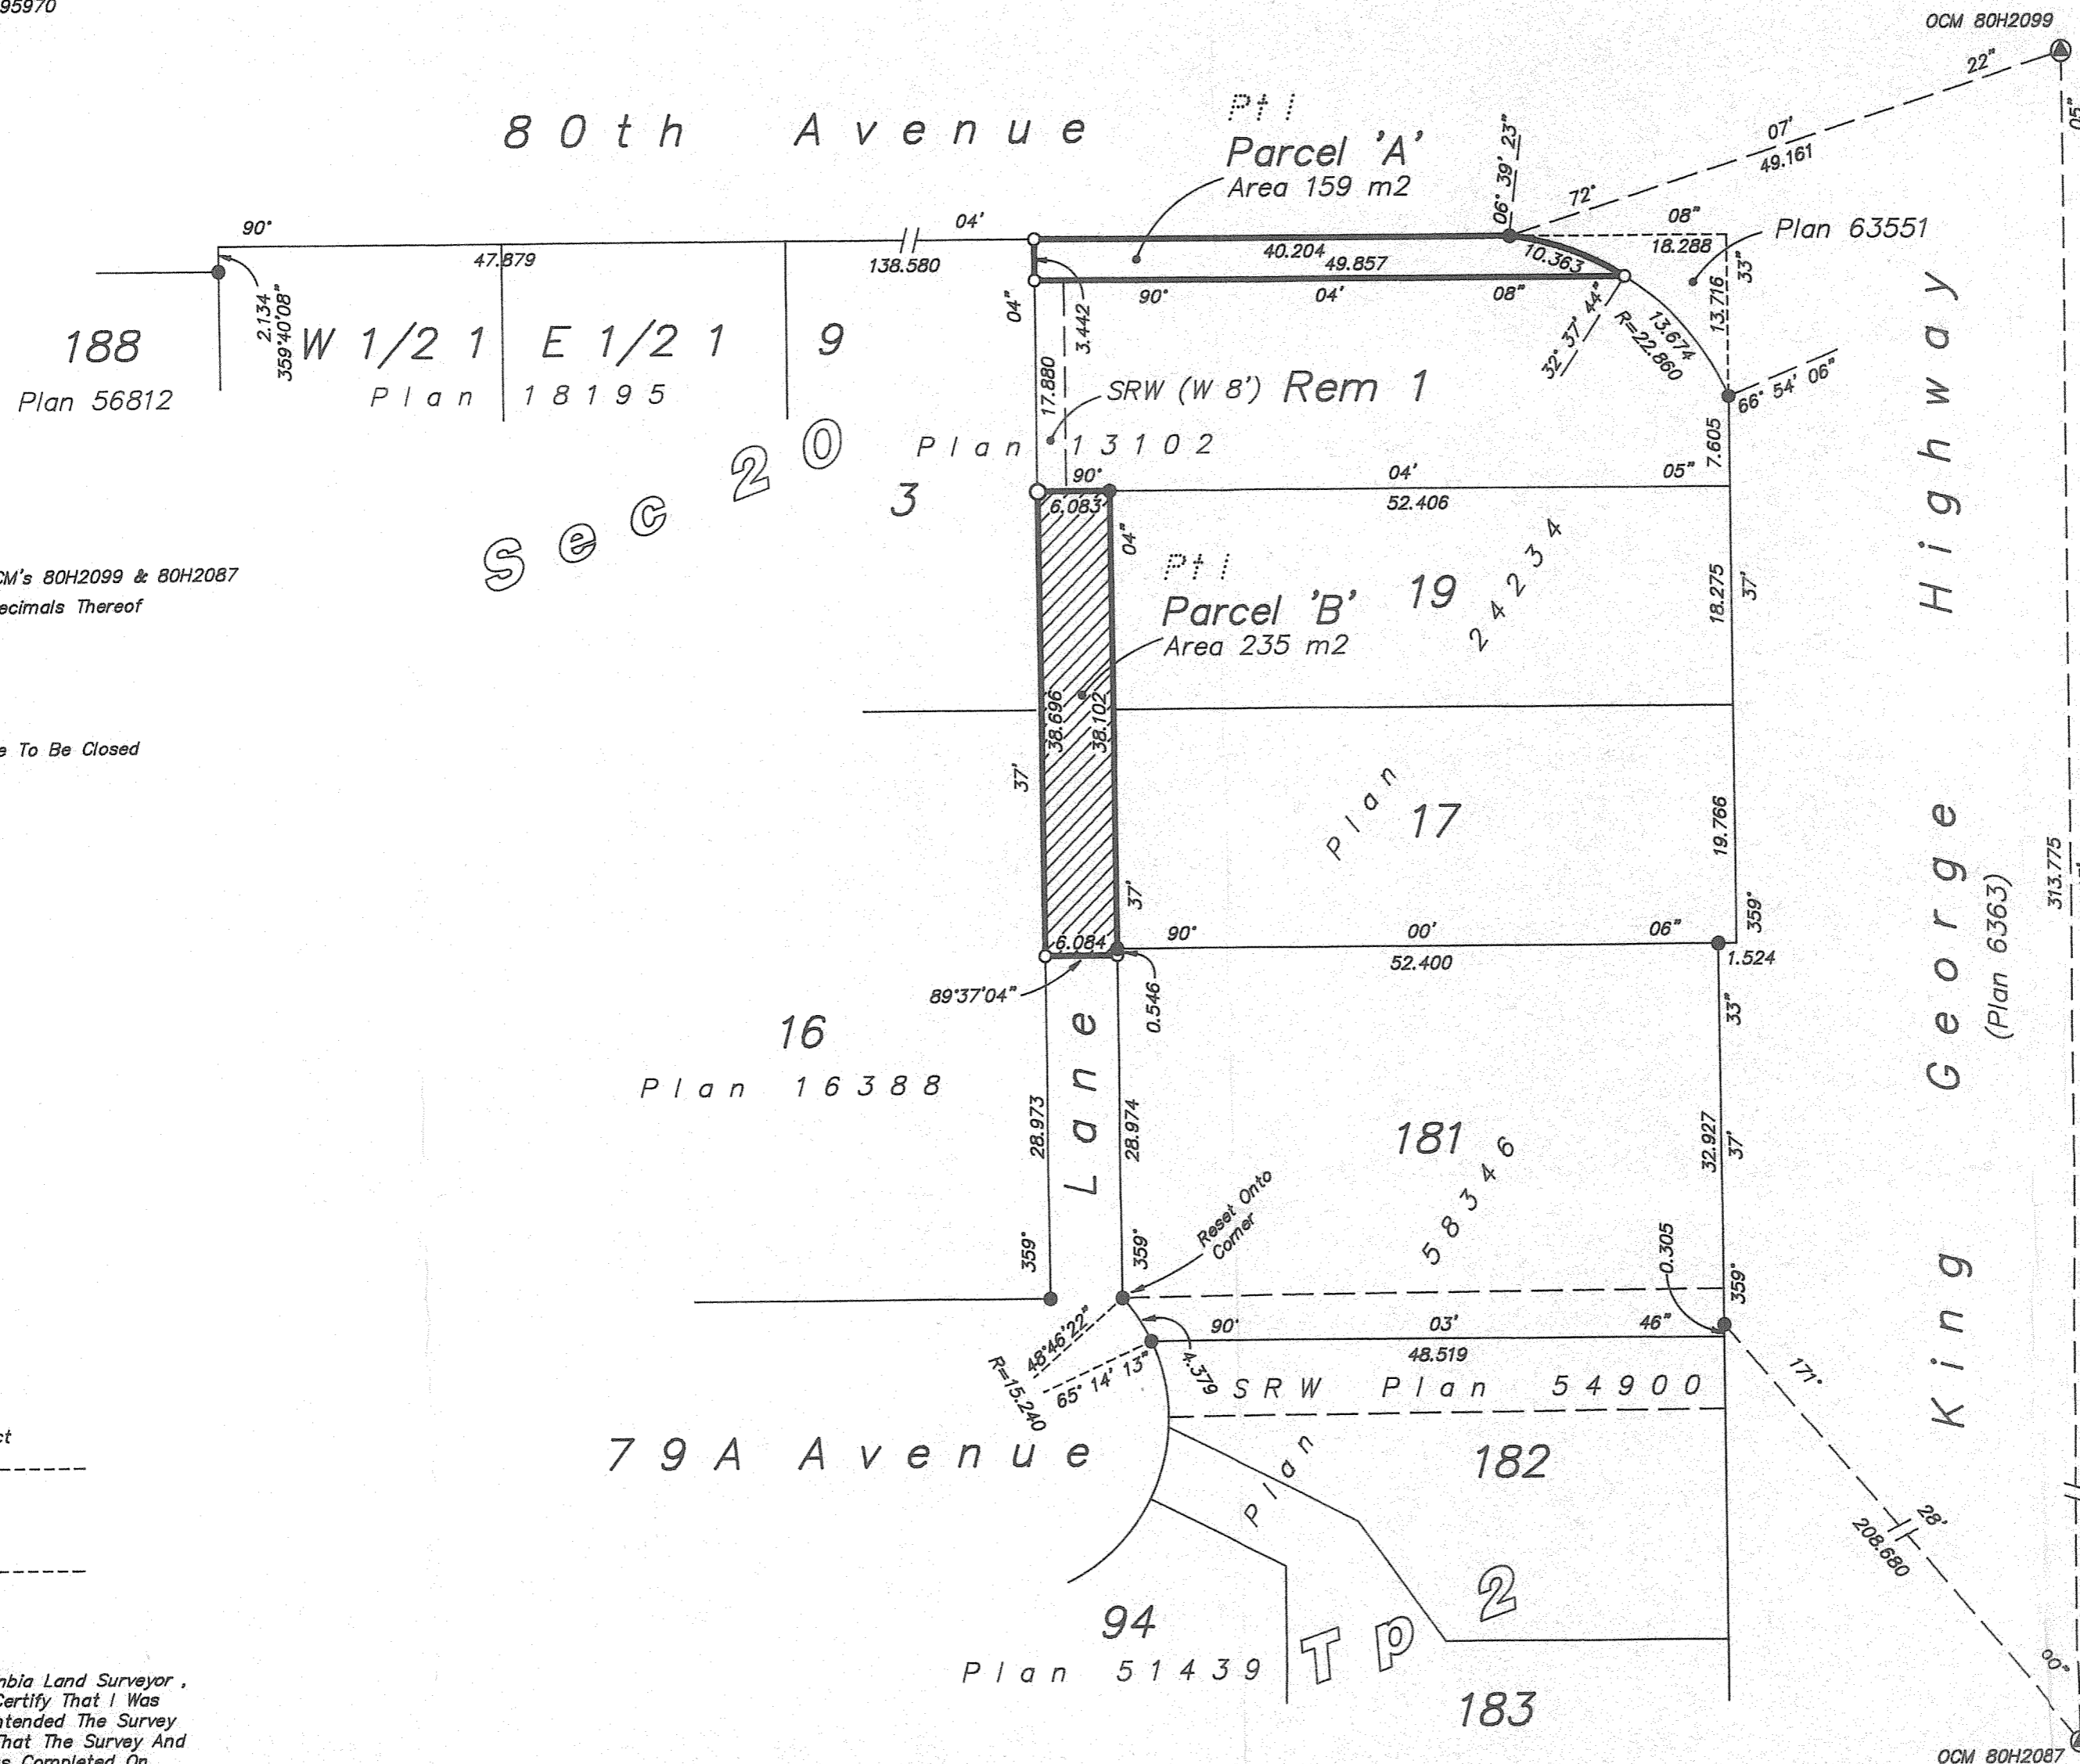 95970
OCM 80H2099
22"
05"
80th Avenue
Pt 1
Parcel 'A'
Area 159 m2
06° 39' 23"
07'
49.161
72°
08"
18.288
Plan 63551
90°
04'
47.879
138.580
40.204
49.857
10.363
33"
13.716
2.134
359°40'08"
04"
3.442
90° 04' 08"
32° 37' 44"
13.674
R=22.860
188
Plan 56812
W 1/2 1
E 1/2 1
9
Plan 18195
17.880
SRW (W 8')
Rem 1
66° 54' 06"
7.605
Sec 20
Plan 13102
3
90° 04' 05"
6.083
52.406
04"
CM's 80H2099 & 80H2087
ecimals Thereof
Pt 1
Parcel 'B'
Area 235 m2
19
24234
18.275
37'
38.696
38.102
e To Be Closed
37'
Plan
17
19.766
King George Highway
(Plan 6363)
313.775
37'
359°
6.084
90° 00' 06"
52.400
1.524
89°37'04"
0.546
33"
16
Plan 16388
Lane
28.973
28.974
181
58346
32.927
37'
Reset Onto
Corner
359°
359°
0.305
359°
48°46'22"
65° 14' 13"
R=15.240
4.379
90° 03' 46"
48.519
SRW Plan 54900
171°
79A Avenue
182
Plan
28'
208.680
ct
Tp 2
94
Plan 51439
183
00"
OCM 80H2087
mbia Land Surveyor ,
Certify That I Was
ntended The Survey
That The Survey And
s Completed On